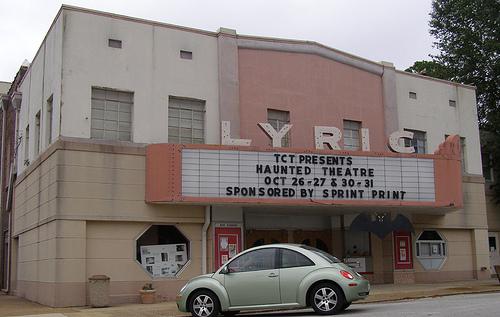 LYRIC
TCT PRESENTS
HAUNTED THEATRE
OCT 26-27 & 30-31
SPONSORED BY SPRINT PRINT